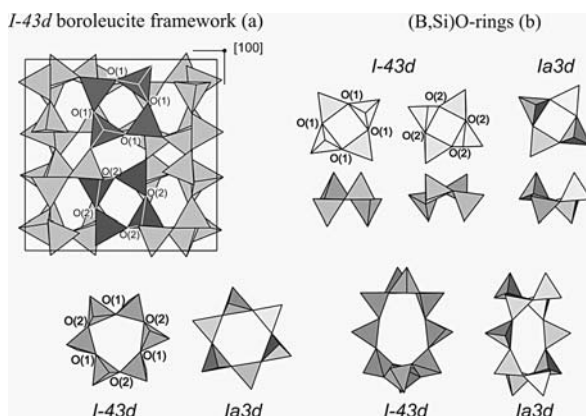 I-43d boroleucite framework (a)
(B,Si)O-rings (b)
[100]
O(1)
O(1)
O(1)
O(1)
O(2)
O(2)
O(2)
O(2)
I-43d
Ia3d
O(1)
O(1)
O(1)
O(1)
O(2)
O(2)
O(2)
O(2)
O(1)
O(2)
O(2)
O(1)
O(1)
O(2)
I-43d
Ia3d
I-43d
Ia3d